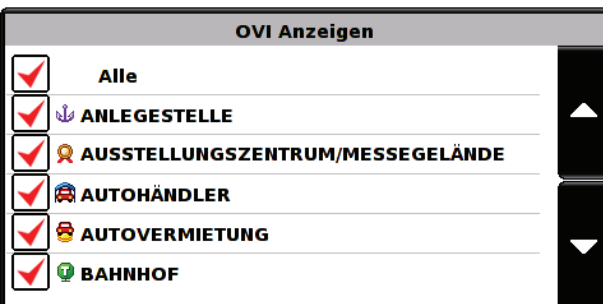 OVI Anzeigen
Alle
ANLEGESTELLE
AUSSTELLUNGSZENTRUM/MESSEGELÄNDE
AUTOHÄNDLER
AUTOVERMIETUNG
BAHNHOF